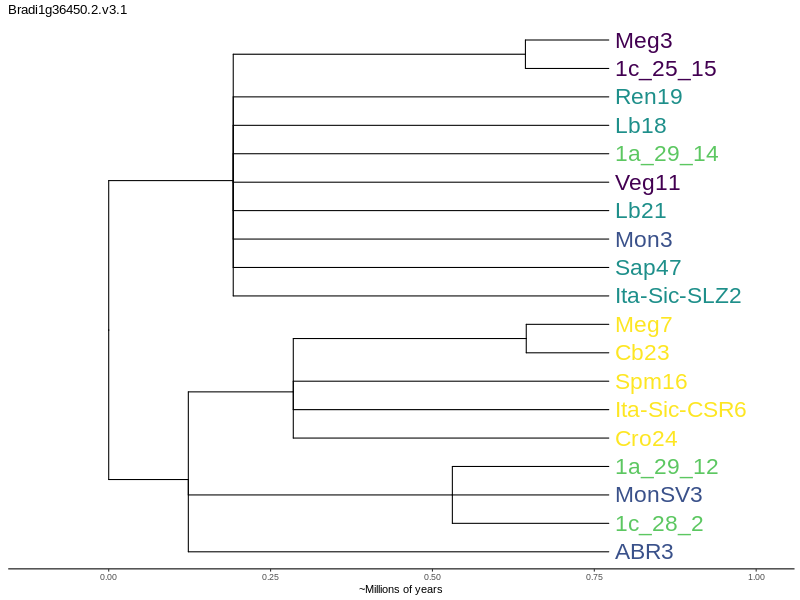 Bradi1g36450.2.v3.1
Meg3
1c_25_15
Ren19
Lb18
1a_29_14
Veg11
Lb21
Mon3
Sap47
Ita-Sic-SLZ2
Meg7
Cb23
Spm16
Ita-Sic-CSR6
Cro24
1a_29_12
MonSV3
1c_28_2
ABR3
0.00 0.25 0.50 0.75 1.00
~Millions of years